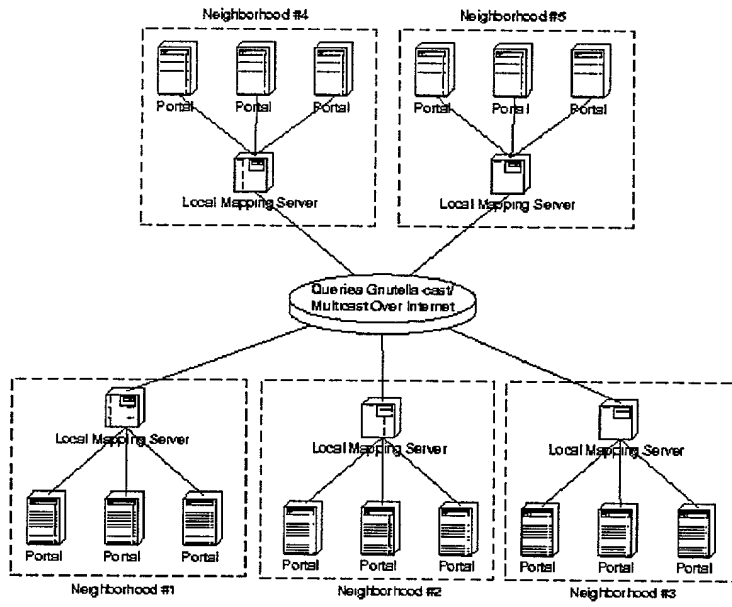 Neighborhood #4
Neighborhood #5
Portal
Portal
Portal
Portal
Portal
Portal
Local Mapping Server
Local Mapping Server
Queries Gnutella-cast/
Multicast Over Internet
Local Mapping Server
Local Mapping Server
Local Mapping Server
Portal
Portal
Portal
Portal
Portal
Portal
Portal
Portal
Portal
Neighborhood #1
Neighborhood #2
Neighborhood #3